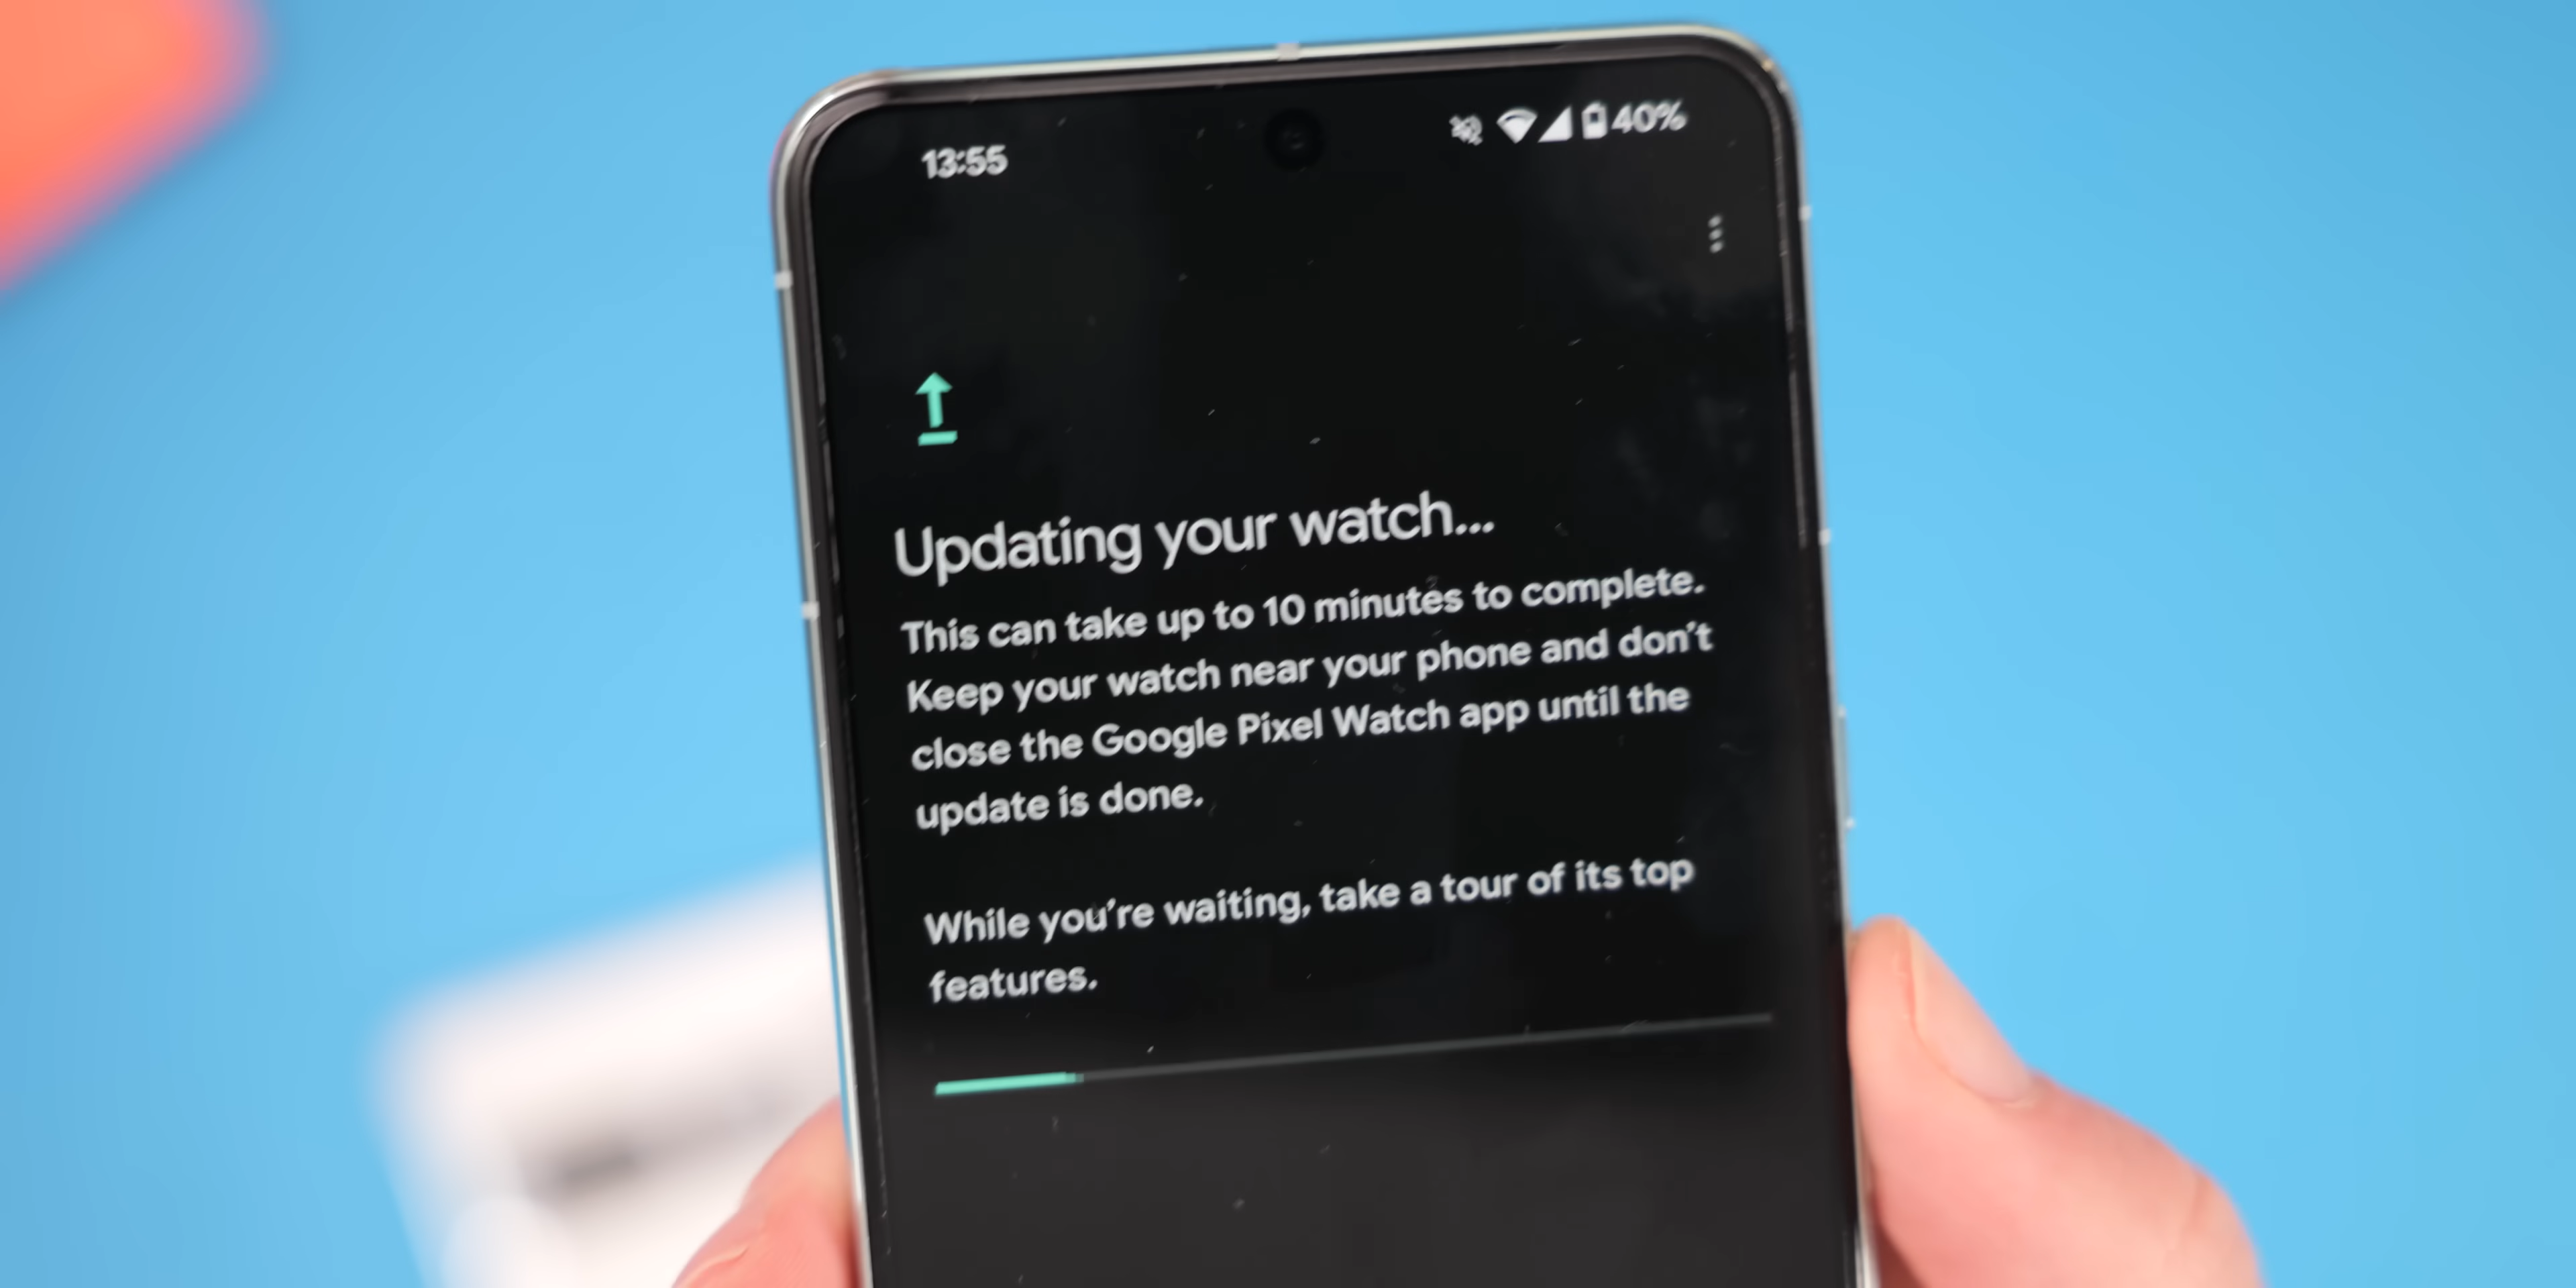 13:55 40%
Updating your watch...
This can take up to 10 minutes to complete.
Keep your watch near your phone and don't
close the Google Pixel Watch app until the
update is done.
While you're waiting, take a tour of its top
features.